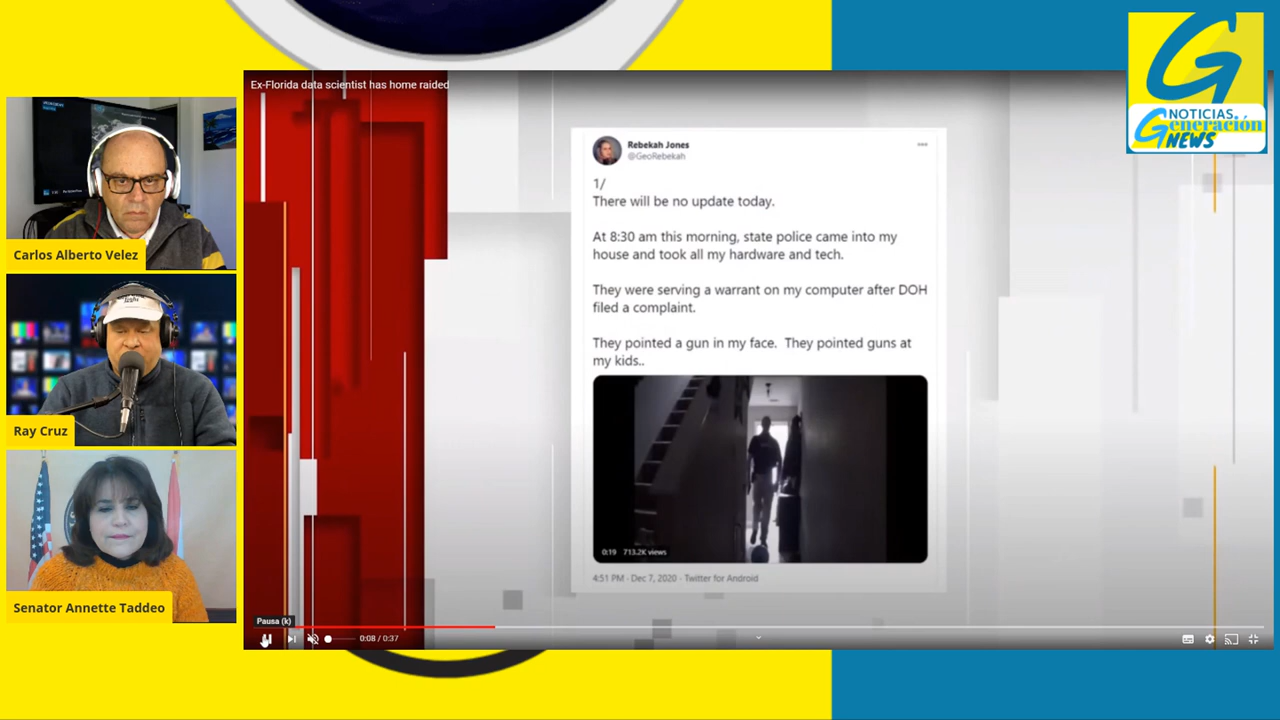 Ex-Florida data scientist has home raided
G
NOTICIAS
Generación
NEWS
Carlos Alberto Velez
Ray Cruz
Senator Annette Taddeo
Rebekah Jones
@GeoRebekah
1/
There will be no update today.
At 8:30 am this morning, state police came into my
house and took all my hardware and tech.
They were serving a warrant on my computer after DOH
filed a complaint.
They pointed a gun in my face. They pointed guns at
my kids..
0:19 713.2K views
4:51 PM · Dec 7, 2020 · Twitter for Android
Pausa (k)
0:08 / 0:37